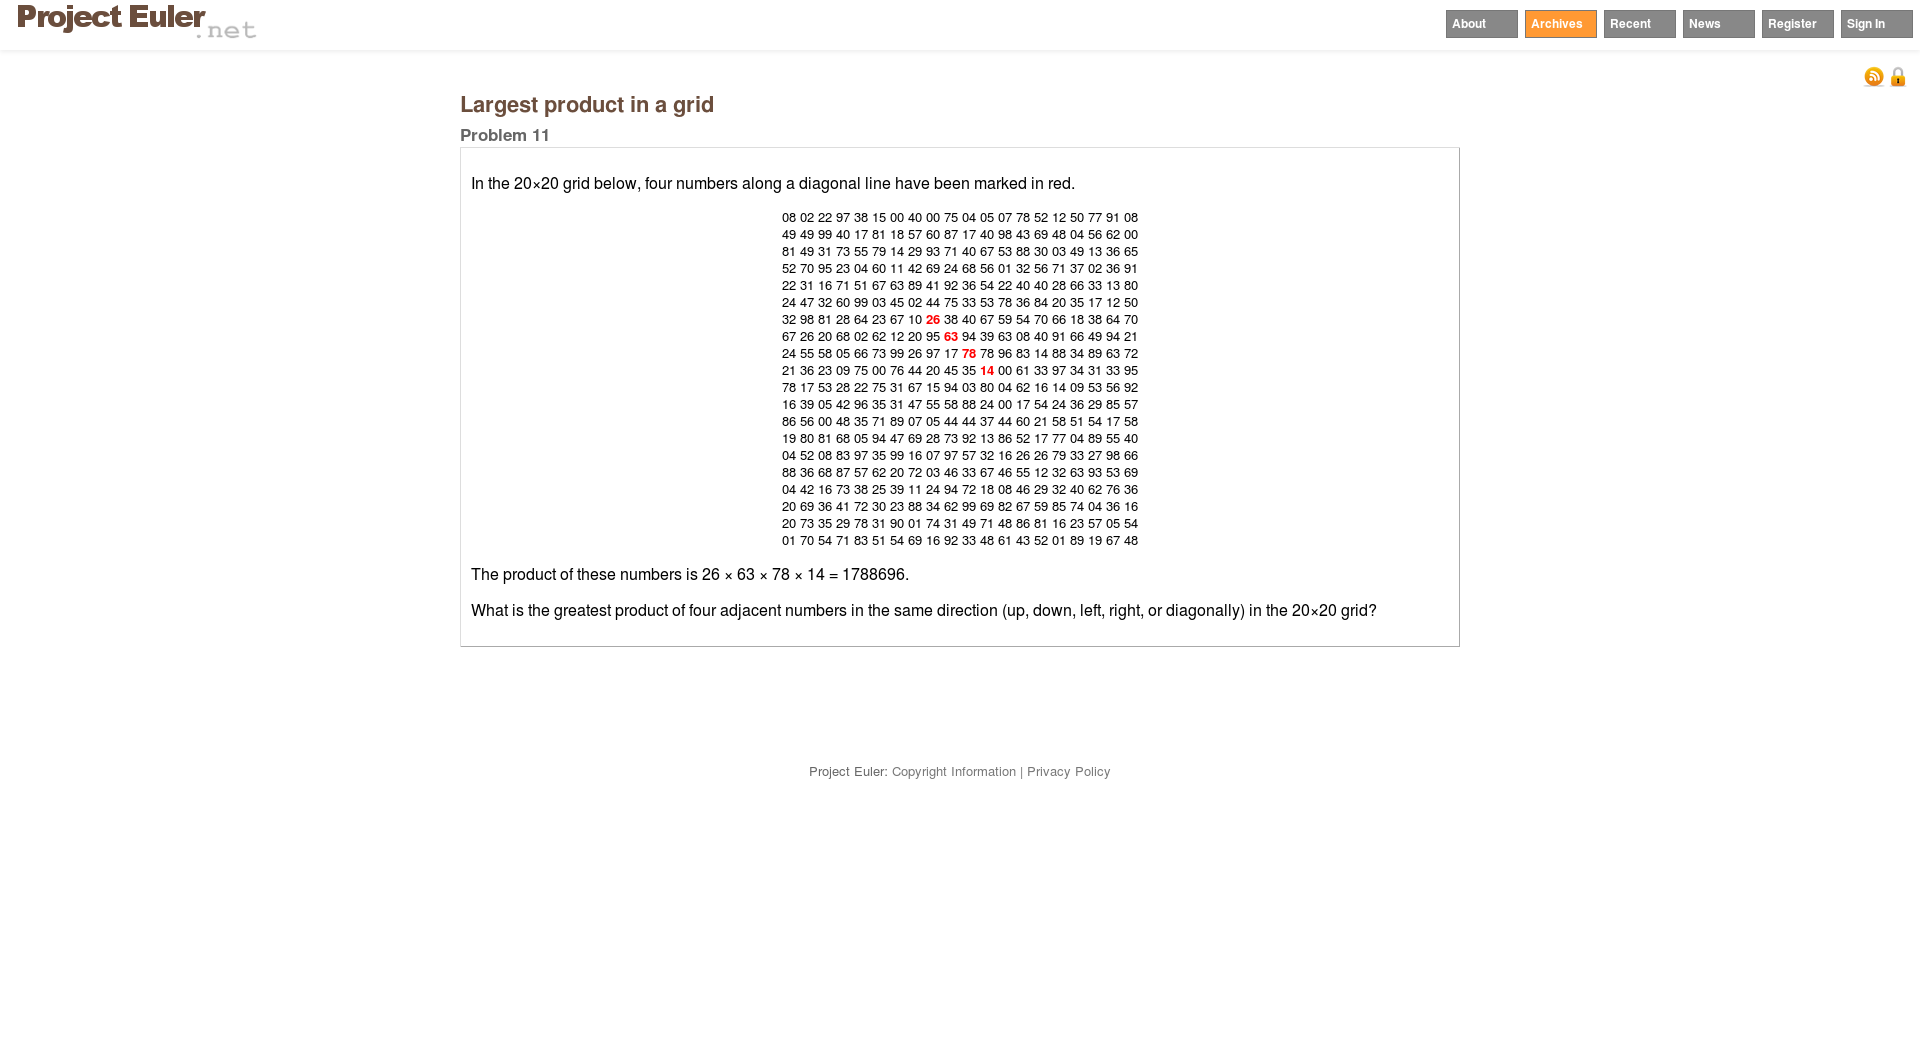 Project Euler
.net
About Archives Recent News Register Sign In
Largest product in a grid
Problem 11
In the 20×20 grid below, four numbers along a diagonal line have been marked in red.
08 02 22 97 38 15 00 40 00 75 04 05 07 78 52 12 50 77 91 08
49 49 99 40 17 81 18 57 60 87 17 40 98 43 69 48 04 56 62 00
81 49 31 73 55 79 14 29 93 71 40 67 53 88 30 03 49 13 36 65
52 70 95 23 04 60 11 42 69 24 68 56 01 32 56 71 37 02 36 91
22 31 16 71 51 67 63 89 41 92 36 54 22 40 40 28 66 33 13 80
24 47 32 60 99 03 45 02 44 75 33 53 78 36 84 20 35 17 12 50
32 98 81 28 64 23 67 10 26 38 40 67 59 54 70 66 18 38 64 70
67 26 20 68 02 62 12 20 95 63 94 39 63 08 40 91 66 49 94 21
24 55 58 05 66 73 99 26 97 17 78 78 96 83 14 88 34 89 63 72
21 36 23 09 75 00 76 44 20 45 35 14 00 61 33 97 34 31 33 95
78 17 53 28 22 75 31 67 15 94 03 80 04 62 16 14 09 53 56 92
16 39 05 42 96 35 31 47 55 58 88 24 00 17 54 24 36 29 85 57
86 56 00 48 35 71 89 07 05 44 44 37 44 60 21 58 51 54 17 58
19 80 81 68 05 94 47 69 28 73 92 13 86 52 17 77 04 89 55 40
04 52 08 83 97 35 99 16 07 97 57 32 16 26 26 79 33 27 98 66
88 36 68 87 57 62 20 72 03 46 33 67 46 55 12 32 63 93 53 69
04 42 16 73 38 25 39 11 24 94 72 18 08 46 29 32 40 62 76 36
20 69 36 41 72 30 23 88 34 62 99 69 82 67 59 85 74 04 36 16
20 73 35 29 78 31 90 01 74 31 49 71 48 86 81 16 23 57 05 54
01 70 54 71 83 51 54 69 16 92 33 48 61 43 52 01 89 19 67 48
The product of these numbers is 26 × 63 × 78 × 14 = 1788696.
What is the greatest product of four adjacent numbers in the same direction (up, down, left, right, or diagonally) in the 20×20 grid?
Project Euler: Copyright Information | Privacy Policy